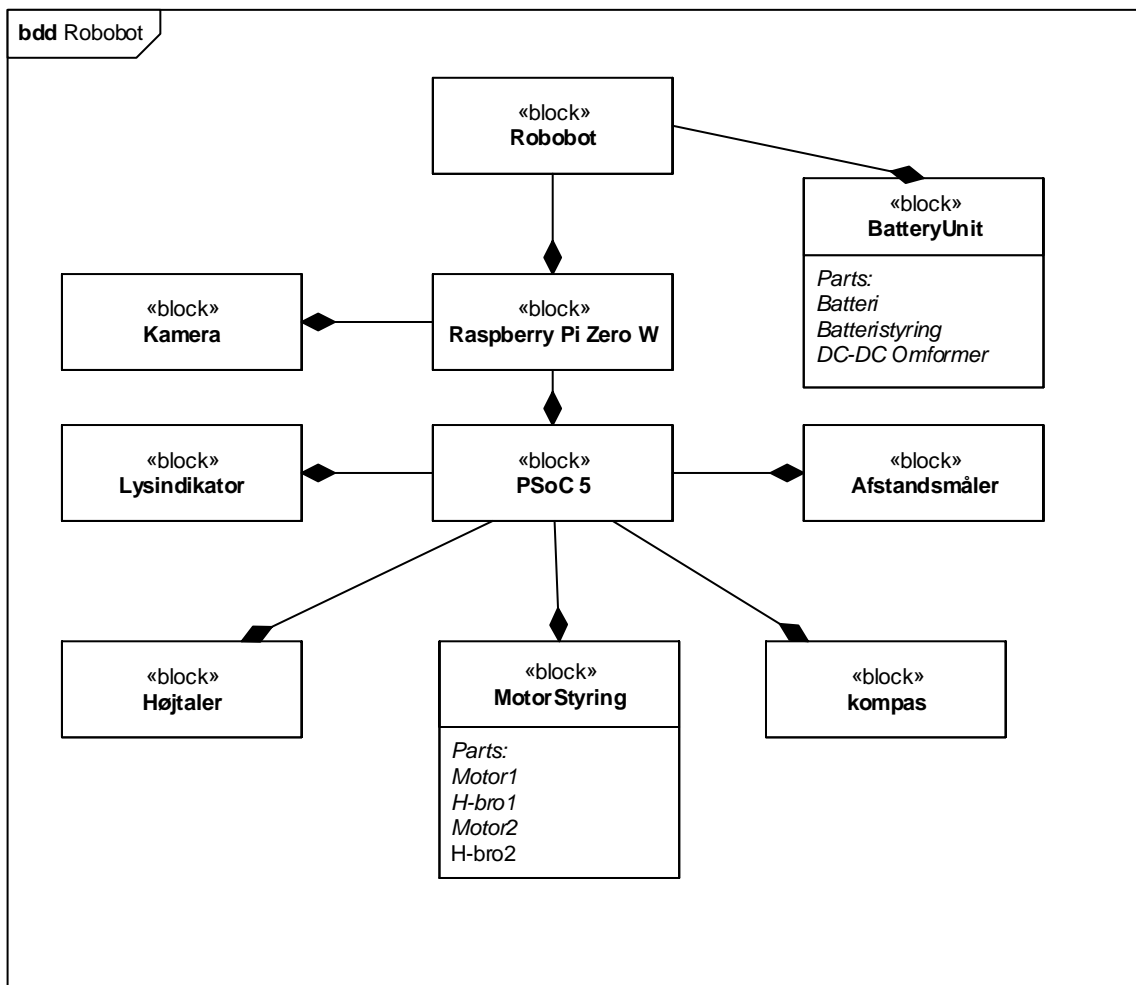 bdd Robobot
«block»
Robobot
«block»
BatteryUnit
Parts:
Batteri
Batteristyring
DC-DC Omformer
«block»
Kamera
«block»
Raspberry Pi Zero W
«block»
Lysindikator
«block»
PSoC 5
«block»
Afstandsmåler
«block»
Højtaler
«block»
MotorStyring
Parts:
Motor1
H-bro1
Motor2
H-bro2
«block»
kompas